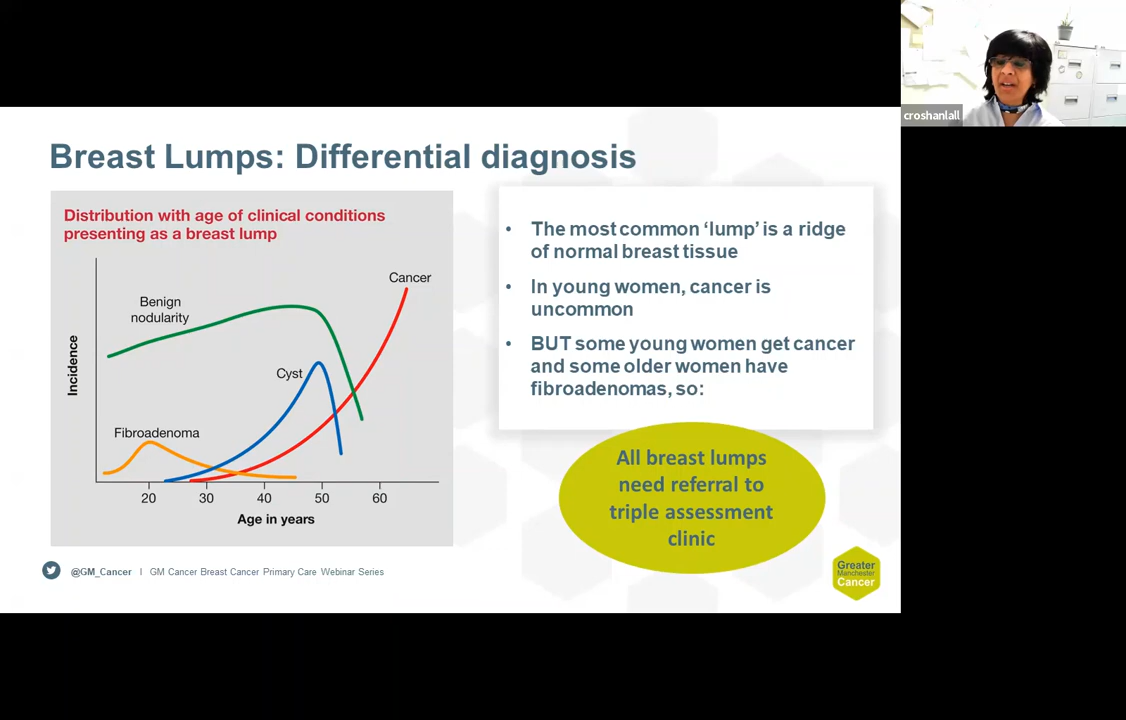 croshanlall
Breast Lumps: Differential diagnosis
Distribution with age of clinical conditions
presenting as a breast lump
Cancer
Benign
nodularity
Cyst
Fibroadenoma
Incidence
20 30 40 50 60
Age in years
• The most common ‘lump’ is a ridge
of normal breast tissue
• In young women, cancer is
uncommon
• BUT some young women get cancer
and some older women have
fibroadenomas, so:
All breast lumps
need referral to
triple assessment
clinic
@GM_Cancer I GM Cancer Breast Cancer Primary Care Webinar Series
Greater
Manchester
Cancer